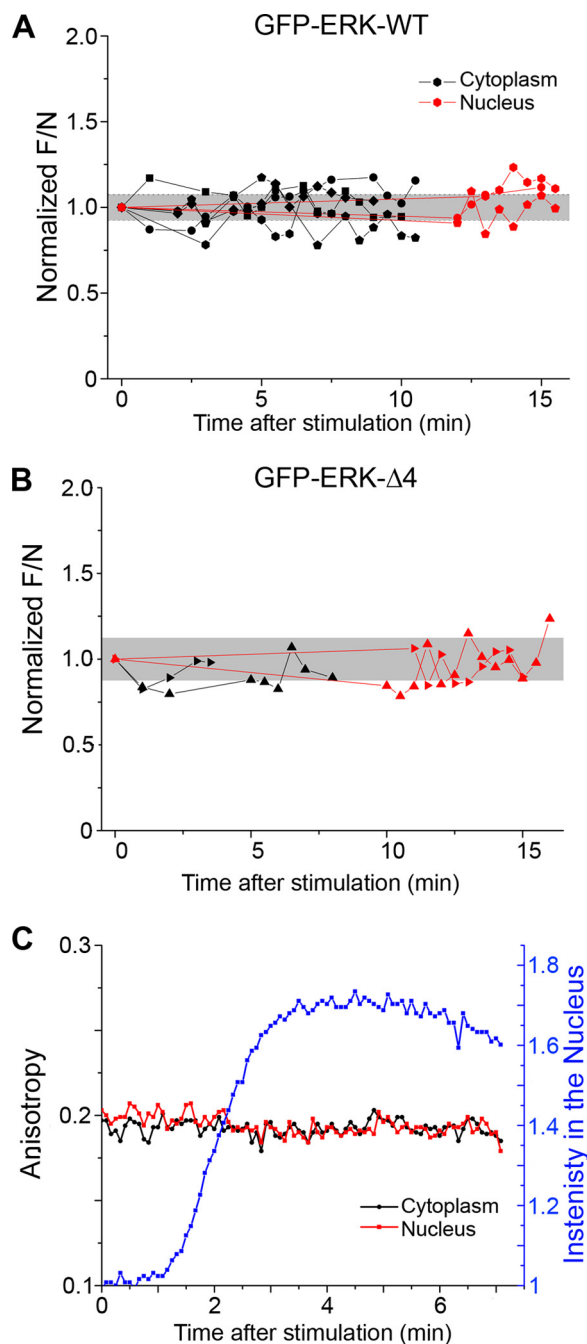 A
GFP-ERK-WT
Normalized F/N
2.0
1.5
1.0
0.5
0
Cytoplasm
Nucleus
0 5 10 15
Time after stimulation (min)
B
GFP-ERK-Δ4
Normalized F/N
2.0
1.5
1.0
0.5
0
0 5 10 15
Time after stimulation (min)
C
Anisotropy
0.3
0.2
0.1
Cytoplasm
Nucleus
1.8
1.6
1.4
1.2
1
Instenisty in the Nucleus
0 2 4 6
Time after stimulation (min)